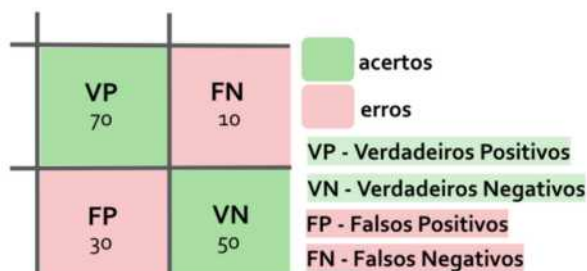 VP FN
70 10
FP VN
30 50
acertos
erros
VP - Verdadeiros Positivos
VN - Verdadeiros Negativos
FP - Falsos Positivos
FN - Falsos Negativos